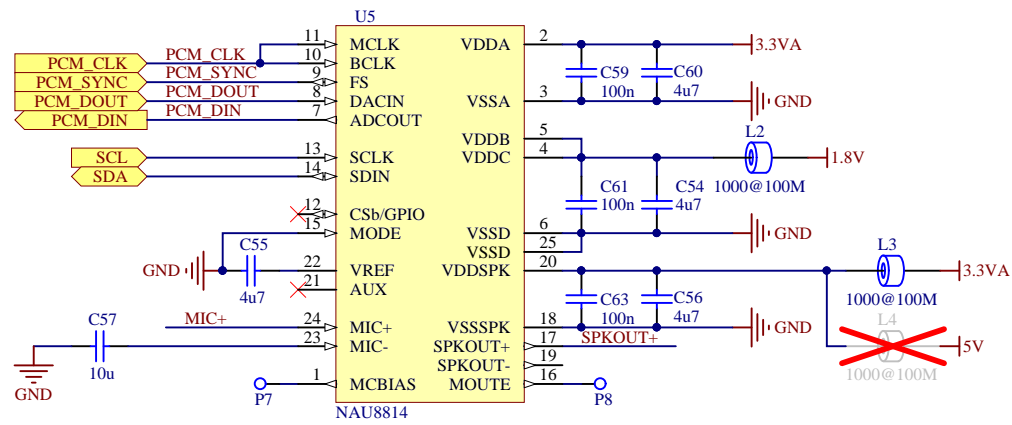 U5
11 MCLK VDDA 2 3.3VA
PCM_CLK PCM_CLK 10 BCLK
PCM_SYNC PCM_SYNC 9 FS C59 100n C60 4u7
PCM_DOUT PCM_DOUT 8 DACIN VSSA 3 GND
PCM_DIN PCM_DIN 7 ADCOUT
VDDB 5 L2
SCL 13 SCLK VDDC 4 1.8V
SDA 14 SDIN 1000@100M
C61 100n C54 4u7
12 CSb/GPIO
15 MODE VSSD 6 GND
C55 VSSD 25 L3
GND 4u7 22 VREF VDDSPK 20 3.3VA
21 AUX 1000@100M
C63 100n C56 4u7
C57 MIC+ 24 MIC+ VSSSPK 18 GND L4
10u 23 MIC- SPKOUT+ 17 SPKOUT+ 5V
GND SPKOUT- 19 1000@100M
P7 1 MCBIAS MOUTE 16 P8
NAU8814